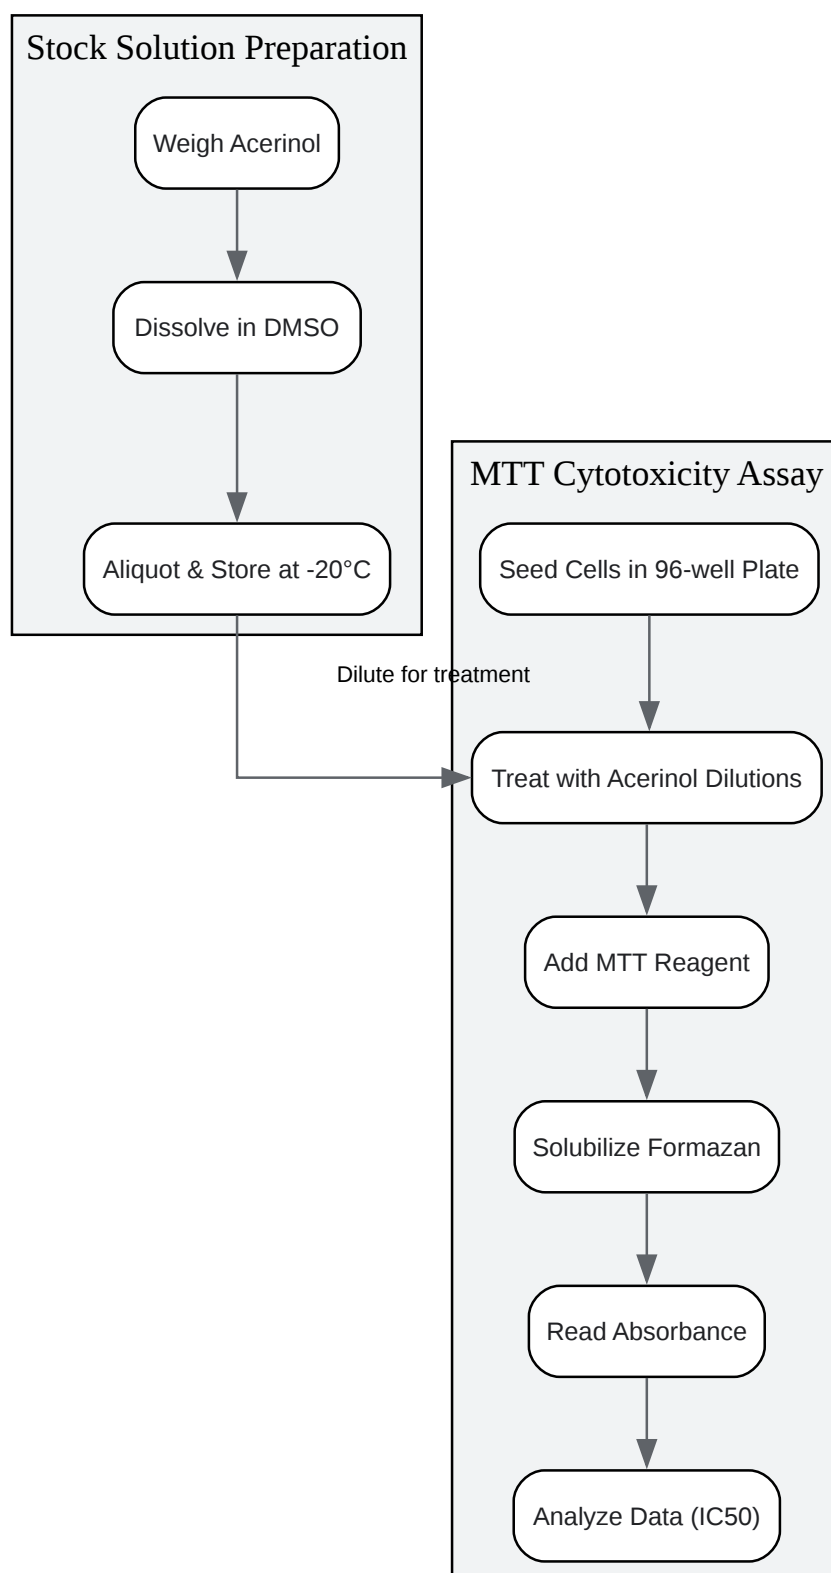 Stock Solution Preparation
Weigh Acerinol
Dissolve in DMSO
Aliquot & Store at -20°C
Dilute for treatment
MTT Cytotoxicity Assay
Seed Cells in 96-well Plate
Treat with Acerinol Dilutions
Add MTT Reagent
Solubilize Formazan
Read Absorbance
Analyze Data (IC50)